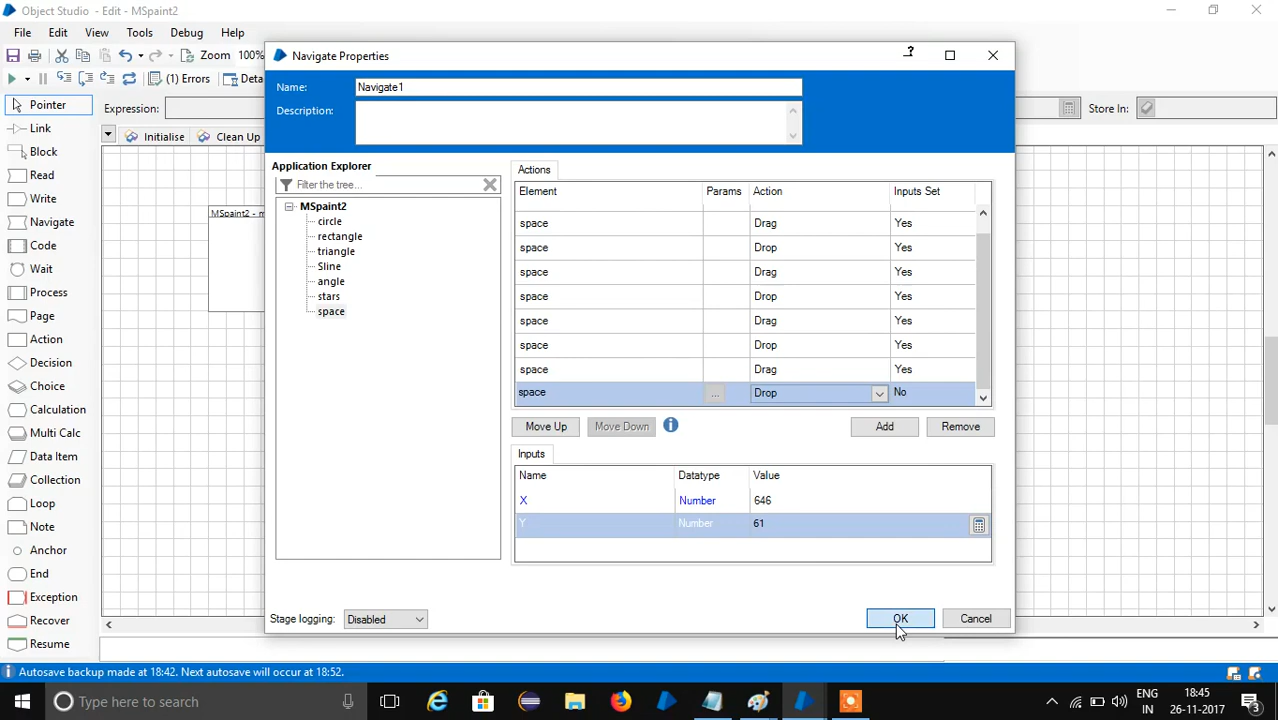 Object Studio - Edit - MSpaint2
File Edit View Tools Debug Help
Zoom 100%
(1) Errors
Expression:
Store In:
Initialise
Clean Up
Pointer
Link
Block
Read
Write
Navigate
Code
Wait
Process
Page
Action
Decision
Choice
Calculation
Multi Calc
Data Item
Collection
Loop
Note
Anchor
End
Exception
Recover
Resume
Navigate Properties
Name: Navigate1
Description:
Application Explorer
Filter the tree...
MSpaint2
circle
rectangle
triangle
Sline
angle
stars
space
Actions
Element Params Action Inputs Set
space Drag Yes
space Drop Yes
space Drag Yes
space Drop Yes
space Drag Yes
space Drop Yes
space Drag Yes
space ... Drop No
Move Up Move Down Add Remove
Inputs
Name Datatype Value
X Number 646
Y Number 61
Stage logging: Disabled
OK Cancel
Autosave backup made at 18:42. Next autosave will occur at 18:52.
Type here to search
ENG
IN
18:45
26-11-2017
3